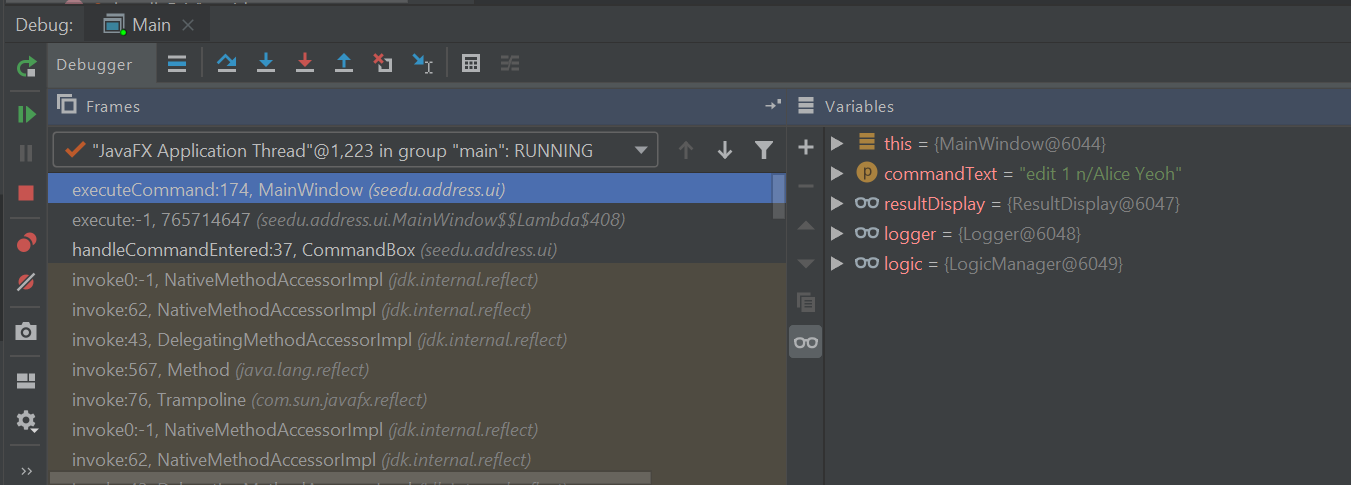 Debug: Main
Debugger
Frames
"JavaFX Application Thread"@1,223 in group "main": RUNNING
executeCommand:174, MainWindow (seedu.address.ui)
execute:-1, 765714647 (seedu.address.ui.MainWindow$$Lambda$408)
handleCommandEntered:37, CommandBox (seedu.address.ui)
invoke0:-1, NativeMethodAccessorImpl (jdk.internal.reflect)
invoke:62, NativeMethodAccessorImpl (jdk.internal.reflect)
invoke:43, DelegatingMethodAccessorImpl (jdk.internal.reflect)
invoke:567, Method (java.lang.reflect)
invoke:76, Trampoline (com.sun.javafx.reflect)
invoke0:-1, NativeMethodAccessorImpl (jdk.internal.reflect)
invoke:62, NativeMethodAccessorImpl (jdk.internal.reflect)
Variables
this = {MainWindow@6044}
p commandText = "edit 1 n/Alice Yeoh"
resultDisplay = {ResultDisplay@6047}
logger = {Logger@6048}
logic = {LogicManager@6049}